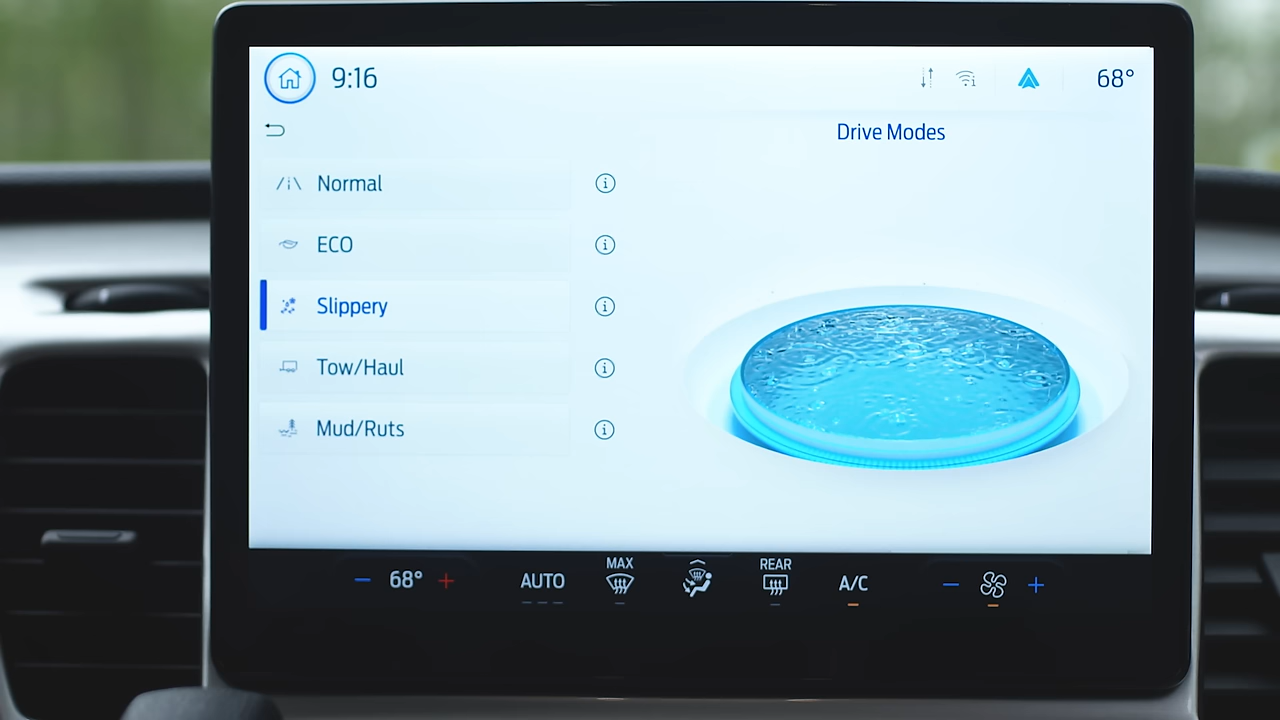 9:16
68°
Drive Modes
Normal
ECO
Slippery
Tow/Haul
Mud/Ruts
68°
AUTO
MAX
REAR
A/C